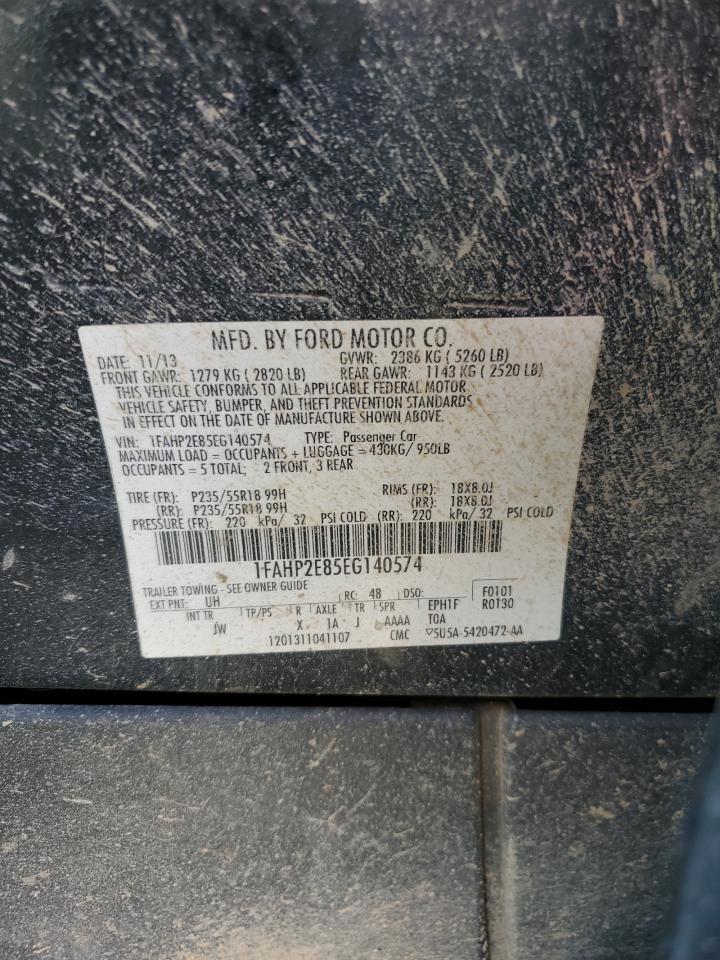 MFD. BY FORD MOTOR CO.
DATE: 11/13 GVWR: 2386 KG ( 5260 LB)
FRONT GAWR: 1279 KG ( 2820 LB) REAR GAWR: 1143 KG ( 2520 LB)
THIS VEHICLE CONFORMS TO ALL APPLICABLE FEDERAL MOTOR
VEHICLE SAFETY, BUMPER, AND THEFT PREVENTION STANDARDS
IN EFFECT ON THE DATE OF MANUFACTURE SHOWN ABOVE.
VIN: 1FAHP2E85EG140574 TYPE: Passenger Car
MAXIMUM LOAD = OCCUPANTS + LUGGAGE = 430KG/ 950LB
OCCUPANTS = 5 TOTAL; 2 FRONT, 3 REAR
TIRE (FR): P235/55R18 99H RIMS (FR): 18X8.0J
(RR): P235/55R18 99H (RR): 18X8.0J
PRESSURE (FR): 220 kPa/ 32 PSI COLD (RR): 220 kPa/ 32 PSI COLD
1FAHP2E85EG140574
TRAILER TOWING - SEE OWNER GUIDE
EXT PNT: UH RC: 48 DSO: F0101
INT TR TP/PS R AXLE TR SPR EPH1F R0130
JW X 1A J AAAA TOA
1201311041107 CMC ▽5U5A-5420472-AA